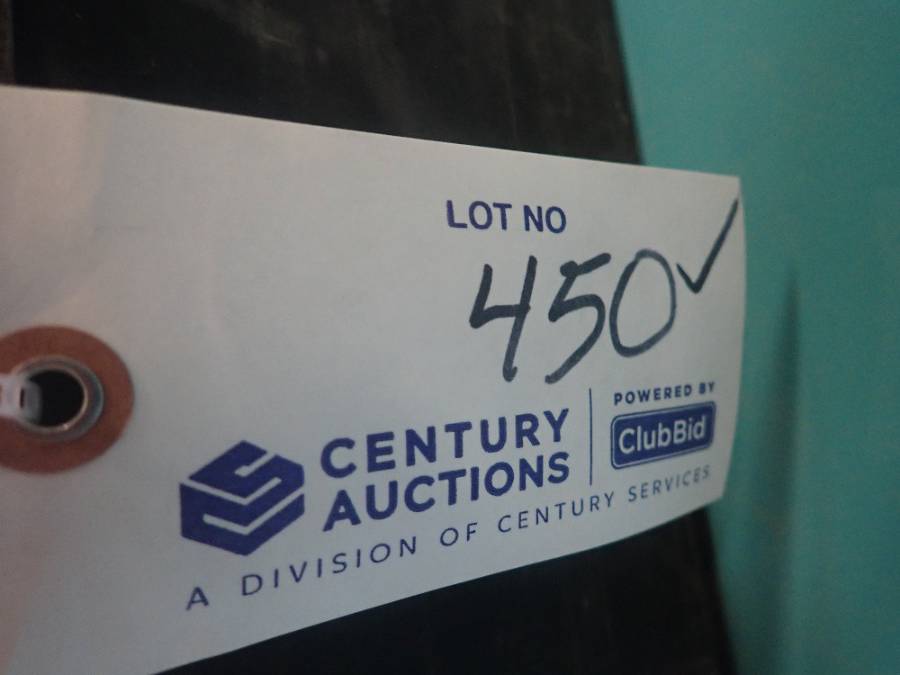 LOT NO
450✓
CENTURY
AUCTIONS
POWERED BY
ClubBid
A DIVISION OF CENTURY SERVICES